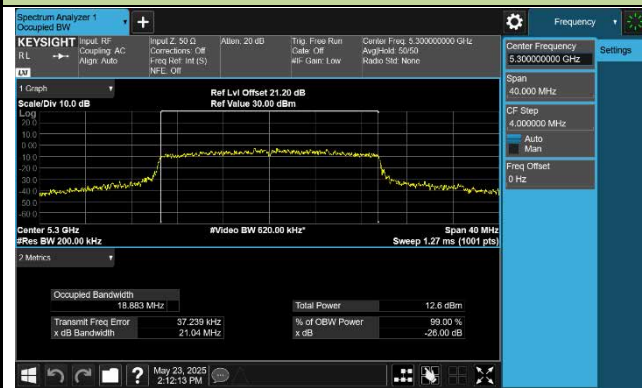 Spectrum Analyzer 1
Occupied BW
+
Frequency
KEYSIGHT
RL
LXI
Input: RF
Coupling: AC
Align: Auto
Input Z: 50 Ω
Corrections: Off
Freq Ref: Int (S)
NFE: Off
Atten: 20 dB
Trig: Free Run
Gate: Off
#IF Gain: Low
Center Freq: 5.300000000 GHz
Avg|Hold: 50/50
Radio Std: None
Center Frequency
5.300000000 GHz
Settings
Span
40.000 MHz
CF Step
4.000000 MHz
Auto
Man
Freq Offset
0 Hz
1 Graph
Scale/Div 10.0 dB
Ref Lvl Offset 21.20 dB
Ref Value 30.00 dBm
Log
20.0
10.0
0.00
-10.0
-20.0
-30.0
-40.0
-50.0
-60.0
Center 5.3 GHz
#Video BW 620.00 kHz*
Span 40 MHz
#Res BW 200.00 kHz
Sweep 1.27 ms (1001 pts)
2 Metrics
Occupied Bandwidth
18.883 MHz
Total Power 12.6 dBm
Transmit Freq Error 37.239 kHz
% of OBW Power 99.00 %
x dB Bandwidth 21.04 MHz
x dB -26.00 dB
?
May 23, 2025
2:12:13 PM